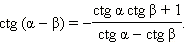 ctg (α − β) = − (ctg α ctg β + 1) / (ctg α − ctg β).